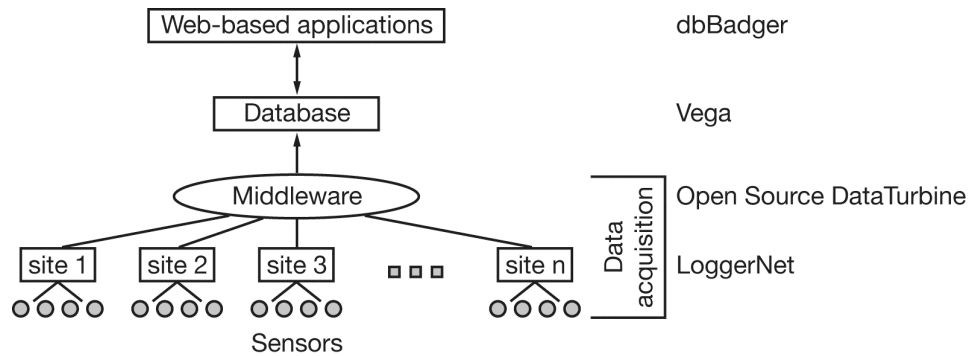 Web-based applications
dbBadger
Database
Vega
Middleware
Open Source DataTurbine
Data
acquisition
site 1
site 2
site 3
site n
LoggerNet
Sensors